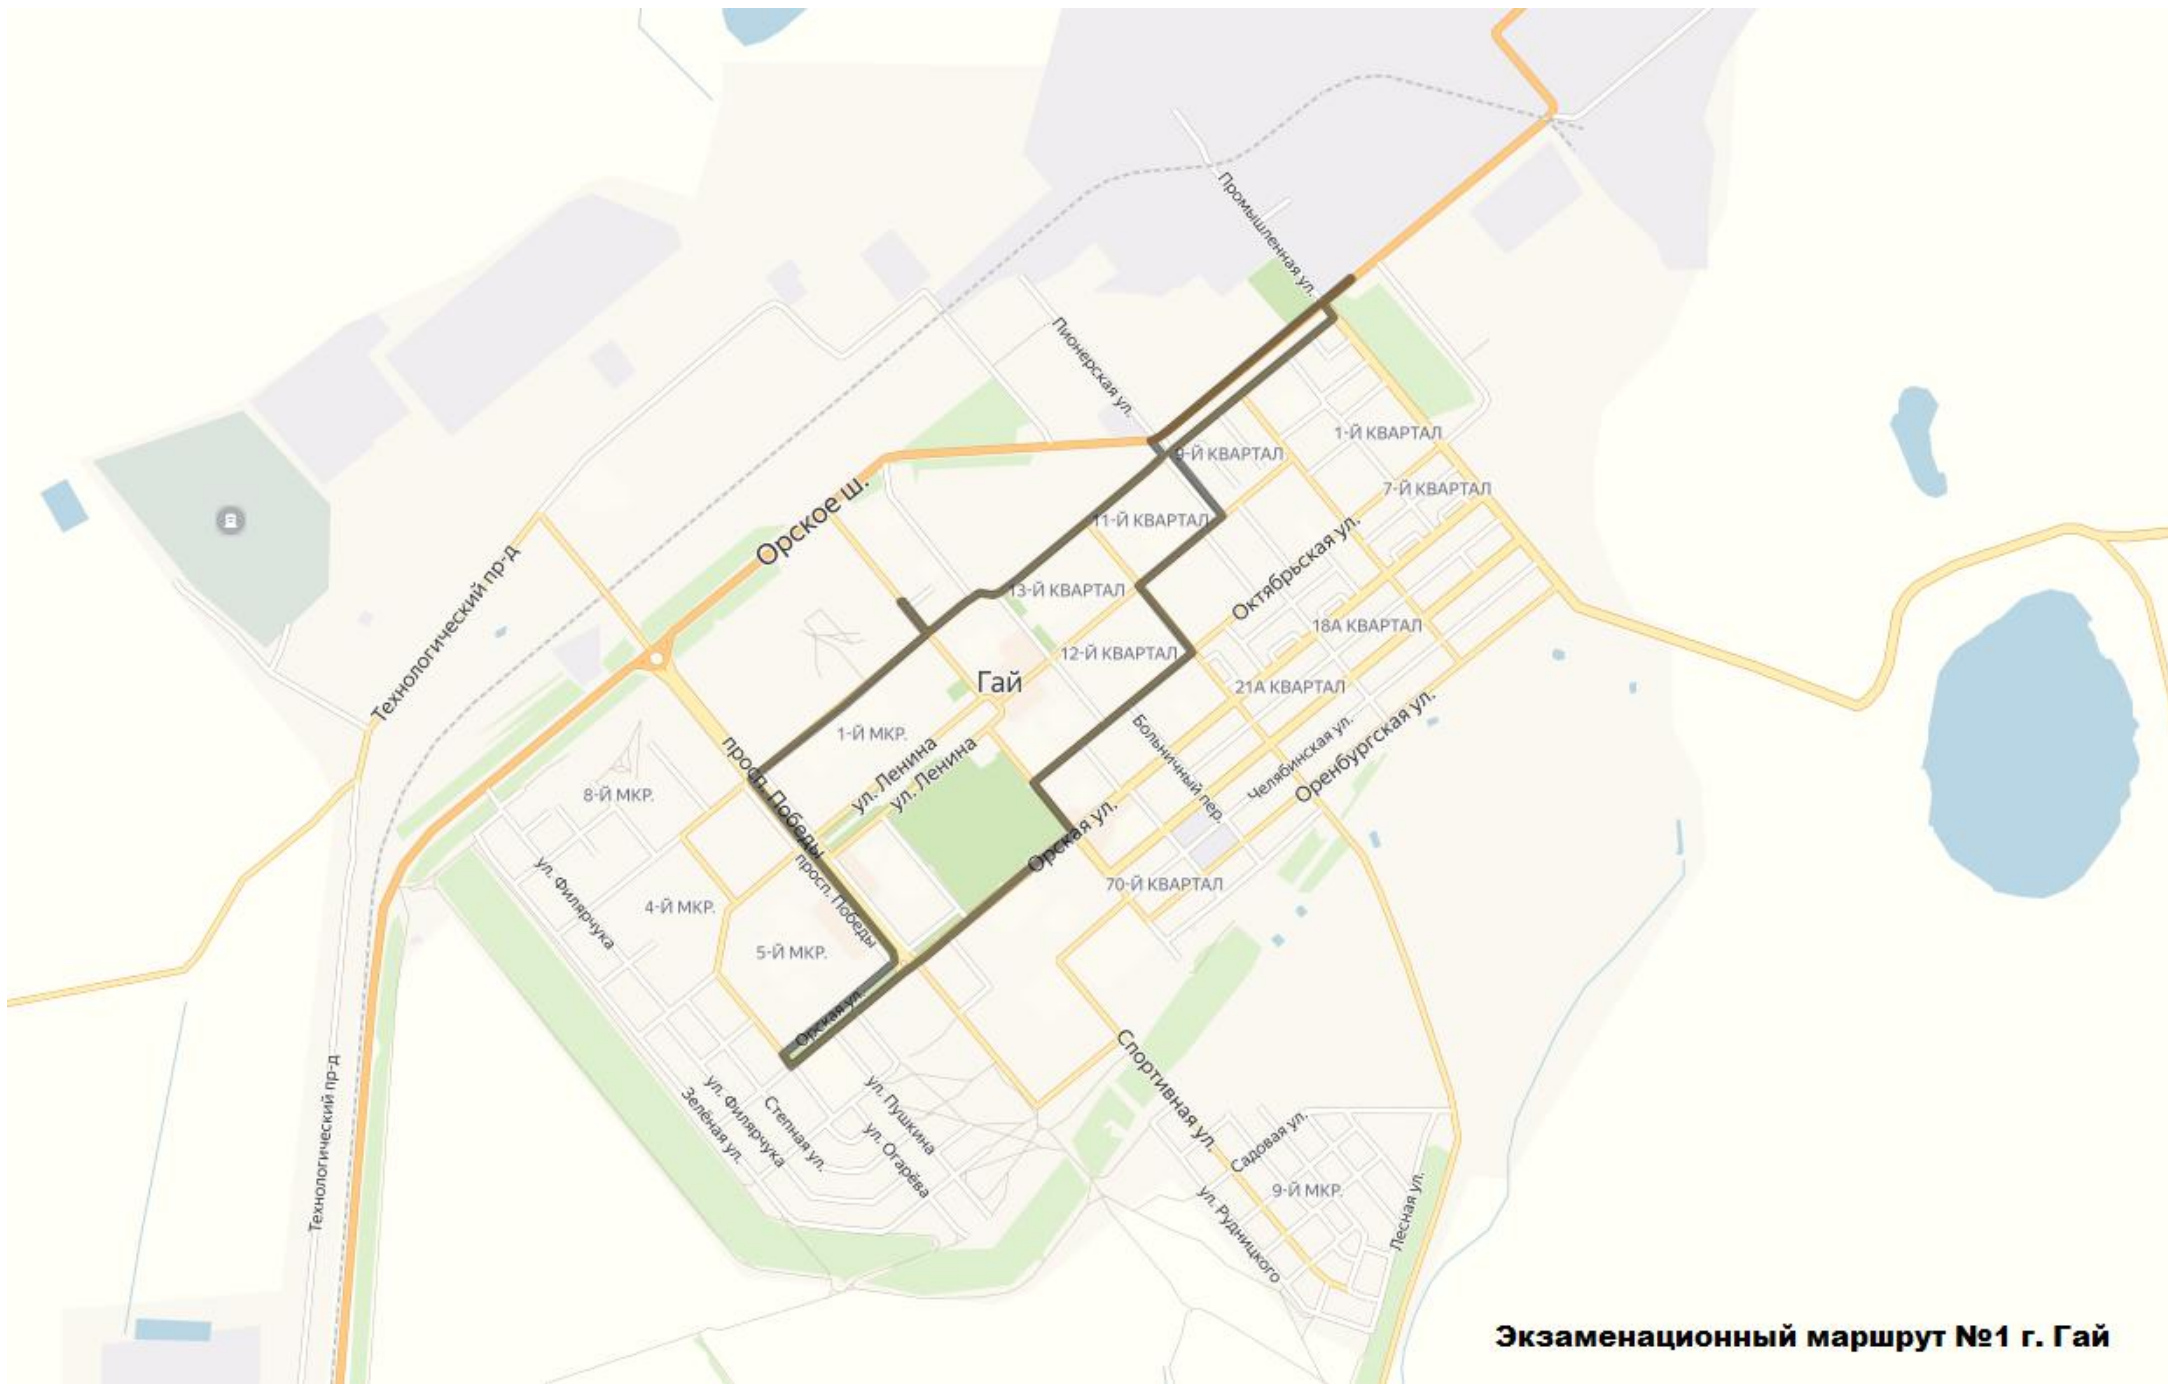 Промышленная ул.
Пионерская ул.
1-Й КВАРТАЛ
9-Й КВАРТАЛ
7-Й КВАРТАЛ
Орское ш.
11-Й КВАРТАЛ
Октябрьская ул.
Технологический пр-д
13-Й КВАРТАЛ
18А КВАРТАЛ
12-Й КВАРТАЛ
Гай
21А КВАРТАЛ
1-Й МКР.
просп. Победы
ул. Ленина
ул. Ленина
Больничный пер.
Челябинская ул.
Оренбургская ул.
8-Й МКР.
Орская ул.
просп. Победы
ул. Филярчука
70-Й КВАРТАЛ
4-Й МКР.
5-Й МКР.
Орская ул.
Спортивная ул.
Технологический пр-д
ул. Филярчука
Зелёная ул.
Степная ул.
ул. Пушкина
ул. Огарёва
Садовая ул.
9-Й МКР.
ул. Рудницкого
Лесная ул.
Экзаменационный маршрут №1 г. Гай